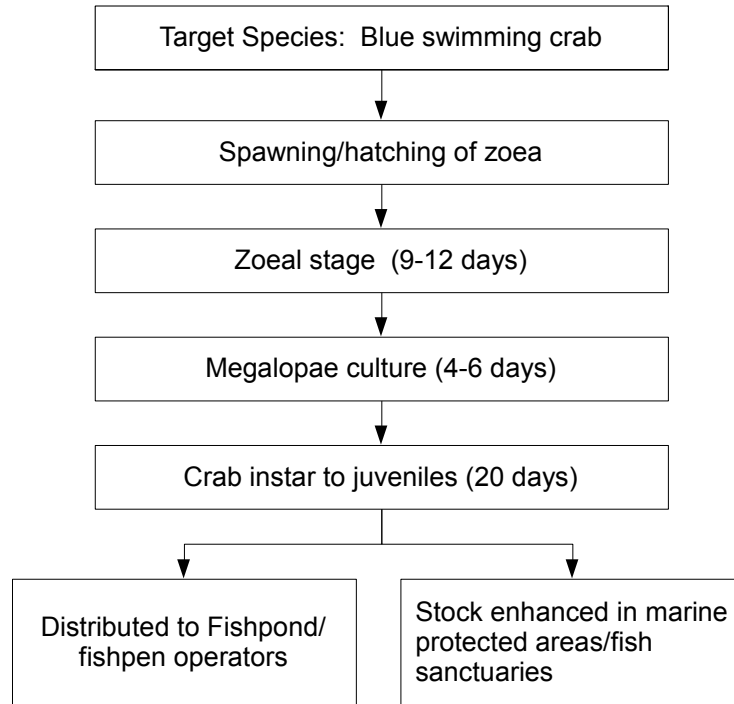 Target Species:  Blue swimming crab
Spawning/hatching of zoea
Zoeal stage  (9-12 days)
Megalopae culture (4-6 days)
Crab instar to juveniles (20 days)
Distributed to Fishpond/
fishpen operators
Stock enhanced in marine
protected areas/fish
sanctuaries